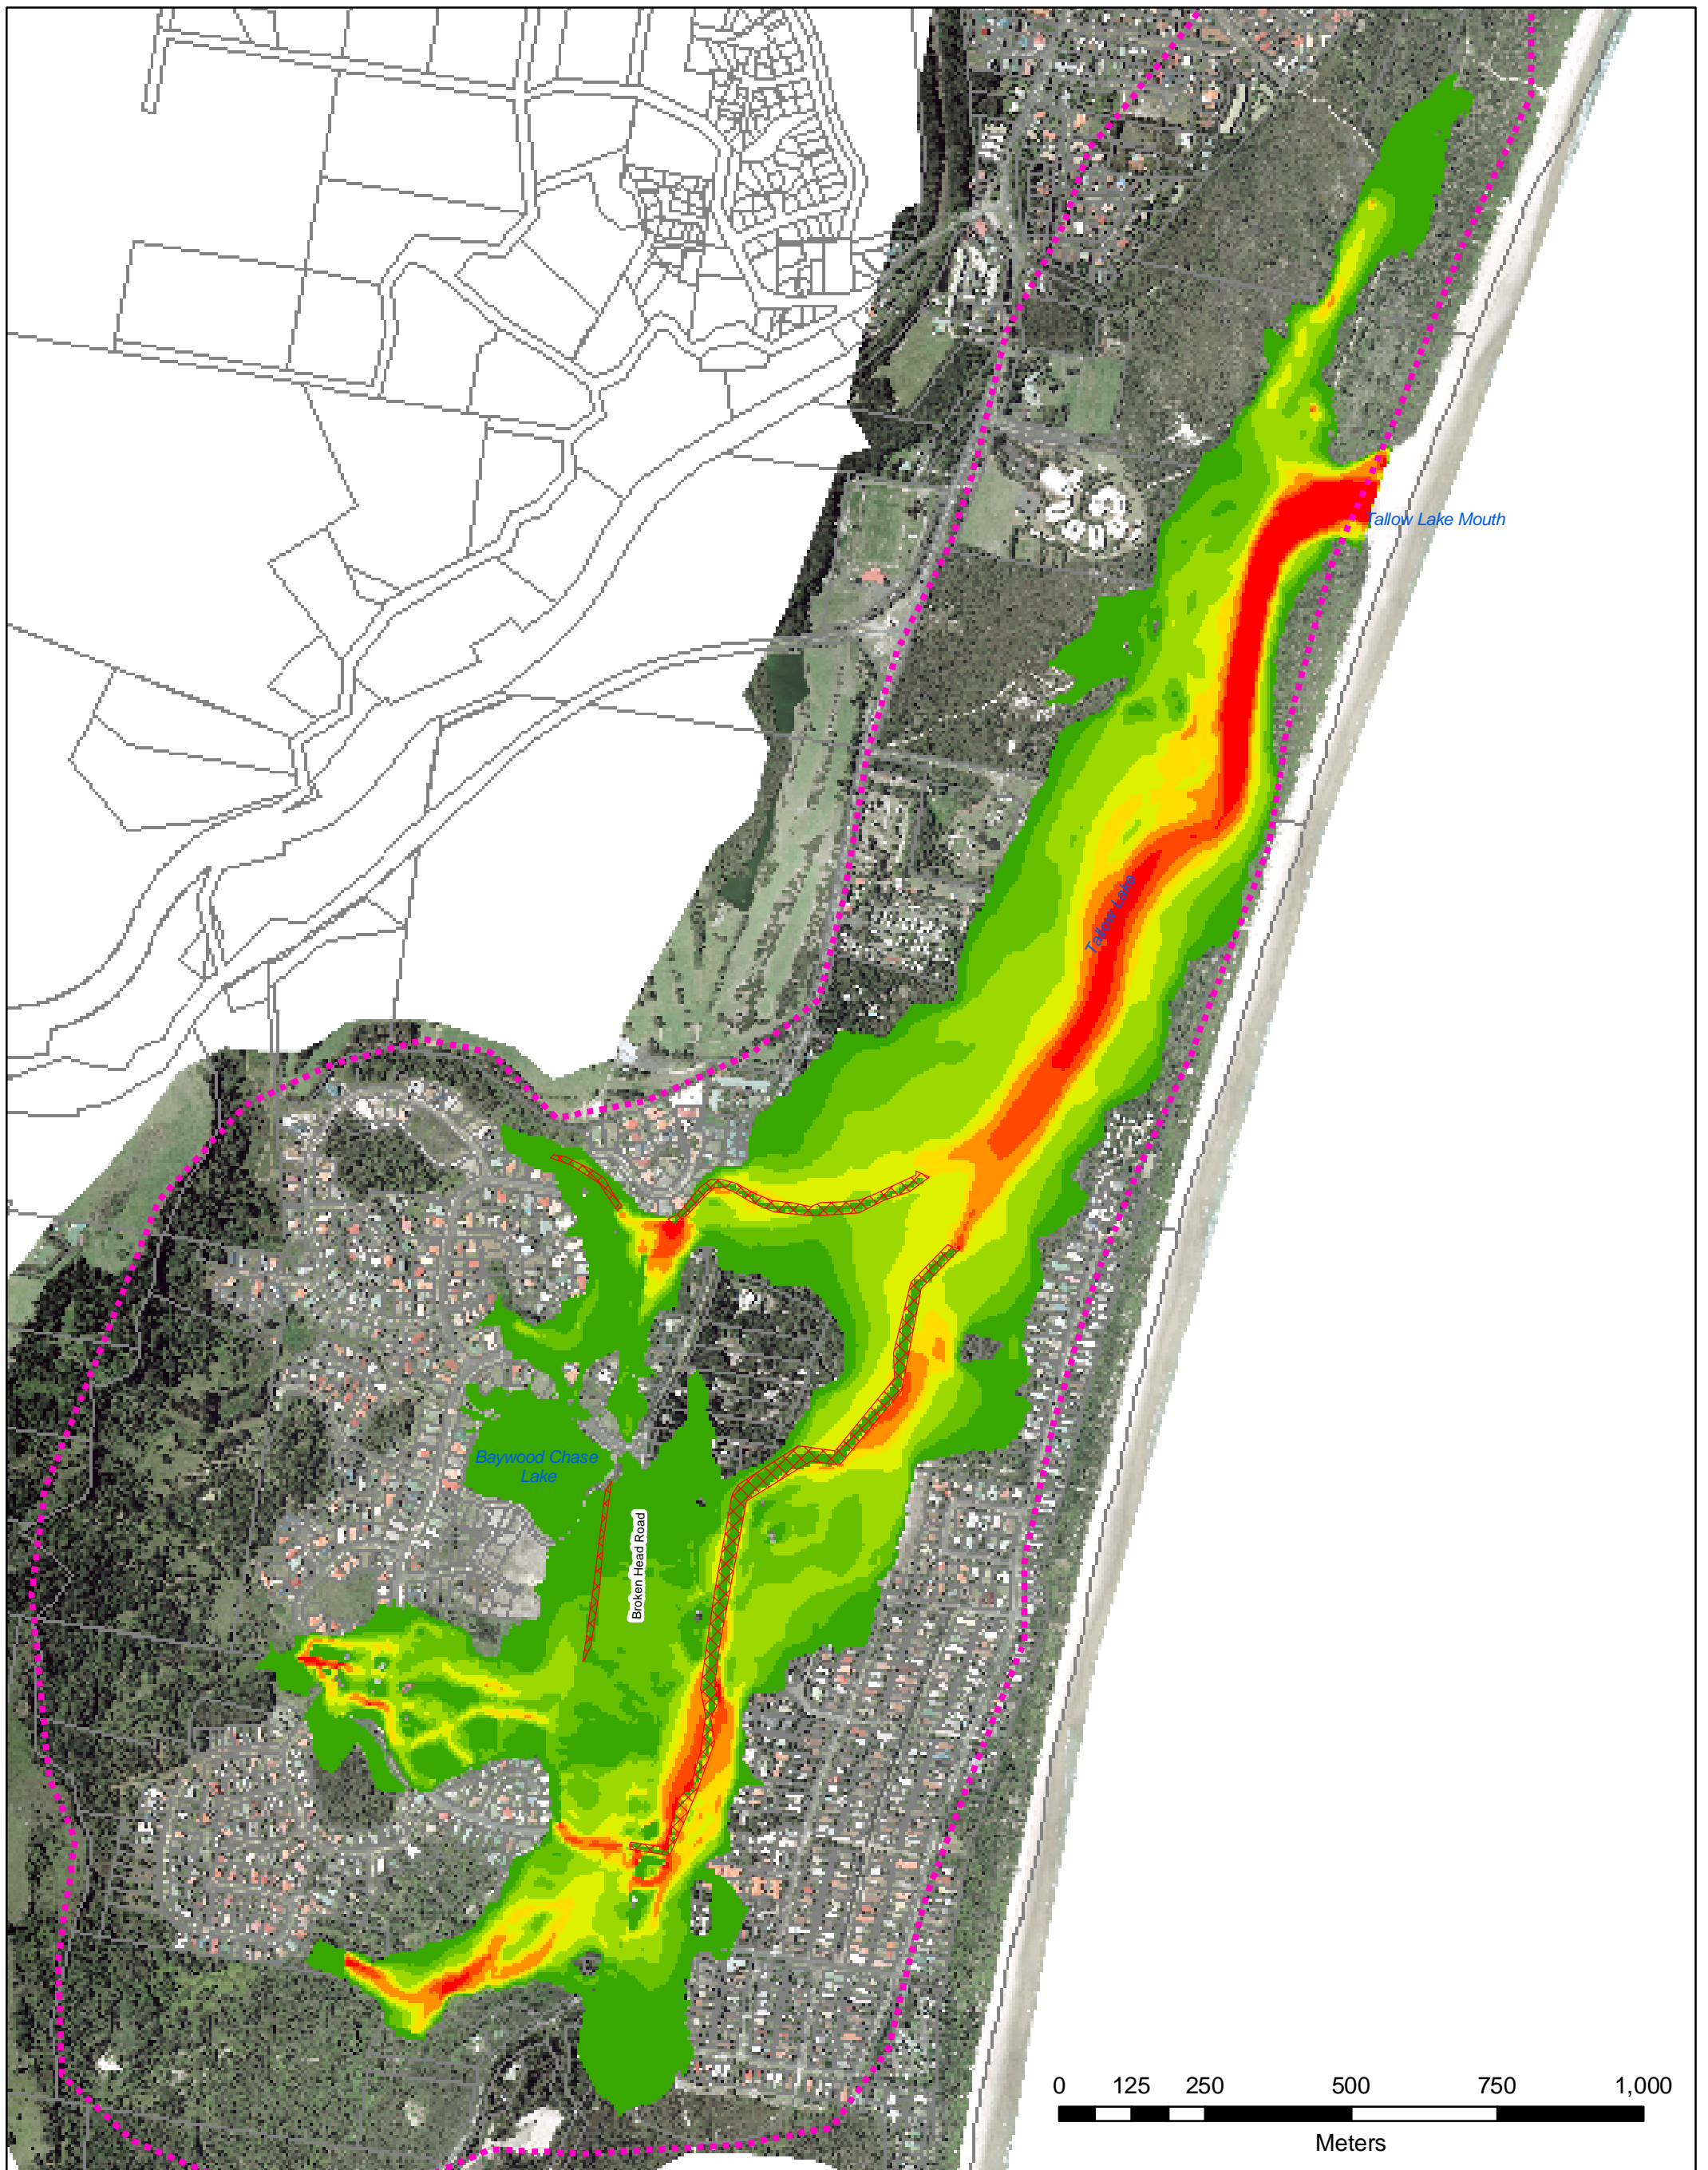 Tallow Lake Mouth
Tallow Lake
Baywood Chase
Lake
Broken Head Road
0 125 250 500 750 1,000
Meters